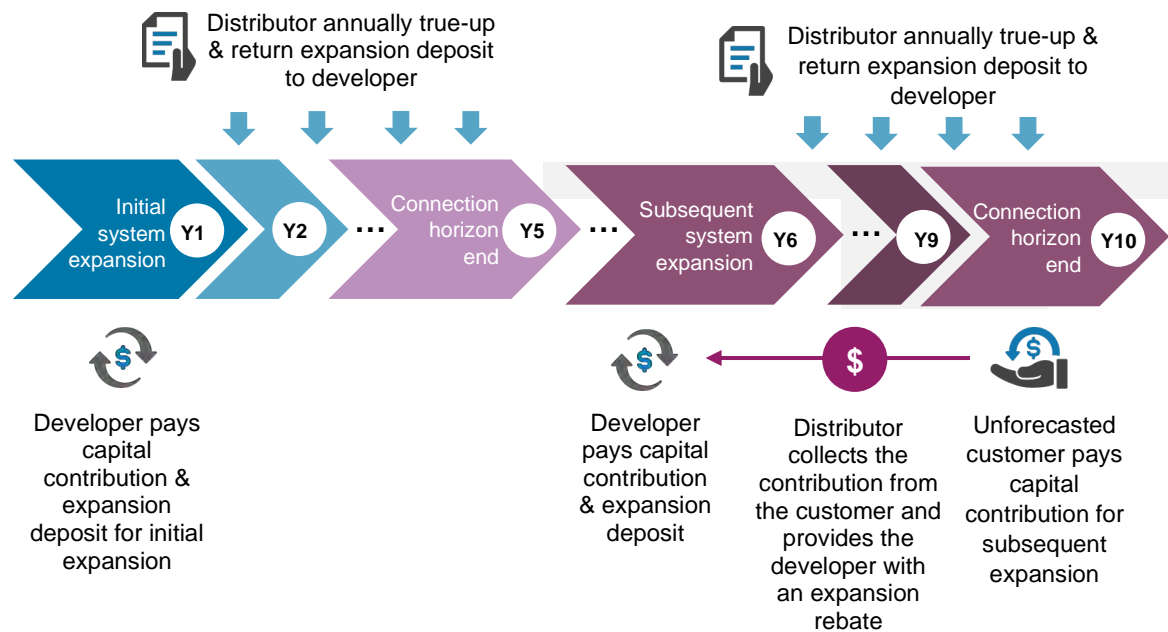 Distributor annually true-up
& return expansion deposit
to developer
Distributor annually true-up &
return expansion deposit to
developer
Initial
system
expansion
Y1
Y2
...
Connection
horizon
end
Y5
...
Subsequent
system
expansion
Y6
...
Y9
Connection
horizon
end
Y10
$
$
$
$
Developer pays
capital
contribution &
expansion
deposit for initial
expansion
Developer
pays capital
contribution
& expansion
deposit
Distributor
collects the
contribution from
the customer and
provides the
developer with
an expansion
rebate
Unforecasted
customer pays
capital
contribution for
subsequent
expansion